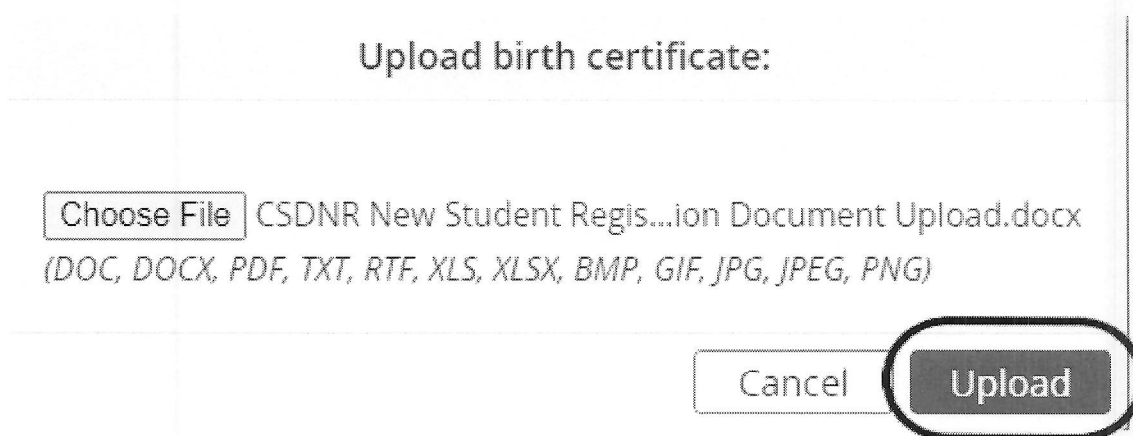 Upload birth certificate:
Choose File CSDNR New Student Regis...ion Document Upload.docx
(DOC, DOCX, PDF, TXT, RTF, XLS, XLSX, BMP, GIF, JPG, JPEG, PNG)
Cancel Upload